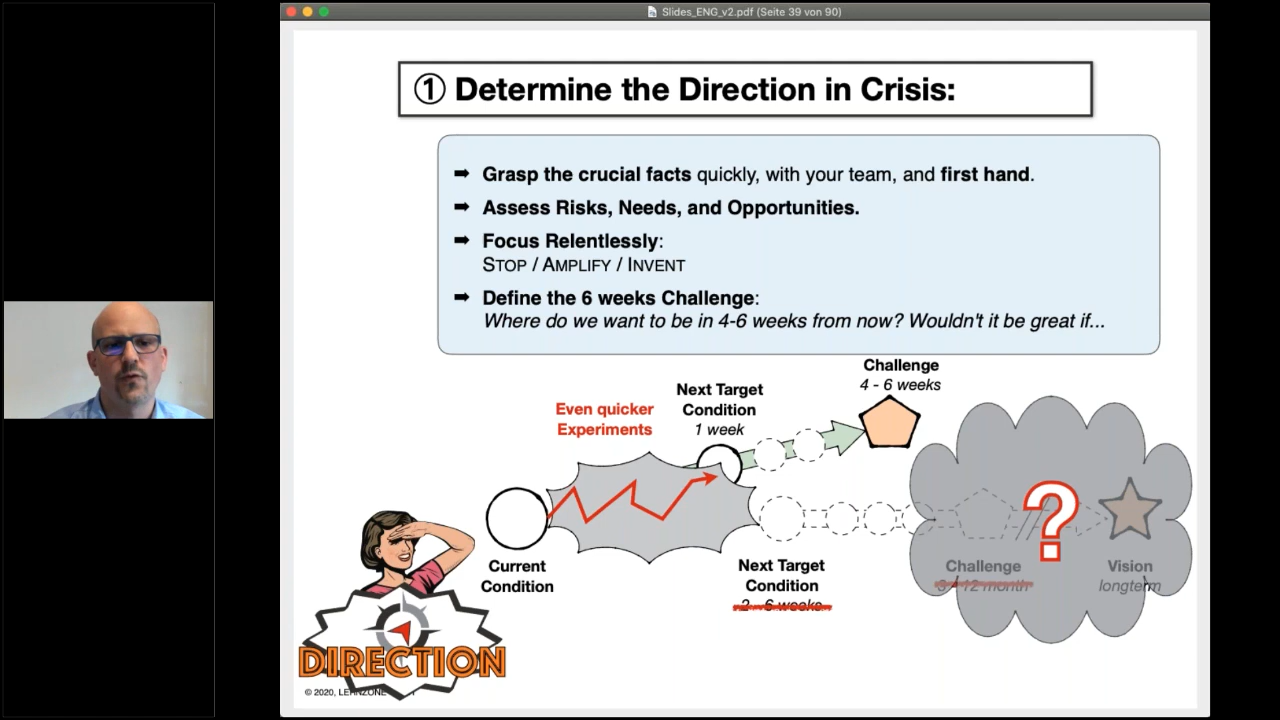 Slides_ENG_v2.pdf (Seite 39 von 90)
① Determine the Direction in Crisis:
➡ Grasp the crucial facts quickly, with your team, and first hand.
➡ Assess Risks, Needs, and Opportunities.
➡ Focus Relentlessly:
STOP / AMPLIFY / INVENT
➡ Define the 6 weeks Challenge:
Where do we want to be in 4-6 weeks from now? Wouldn't it be great if...
Challenge
4 - 6 weeks
Next Target
Condition
1 week
Even quicker
Experiments
?
Current
Condition
Next Target
Condition
2 - 6 weeks
Challenge
3 - 12 month
Vision
longterm
DIRECTION
© 2020,